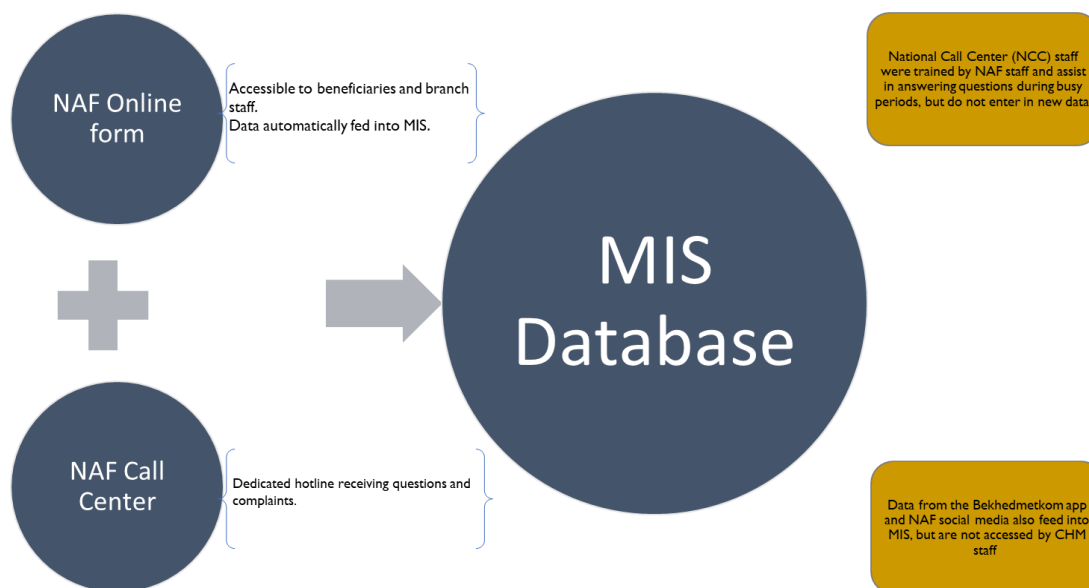 NAF Online
form
Accessible to beneficiaries and branch
staff.
Data automatically fed into MIS.
National Call Center (NCC) staff
were trained by NAF staff and assist
in answering questions during busy
periods, but do not enter in new data
MIS
Database
NAF Call
Center
Dedicated hotline receiving questions and
complaints.
Data from the Bekhedmetkom app
and NAF social media also feed into
MIS, but are not accessed by CHM
staff